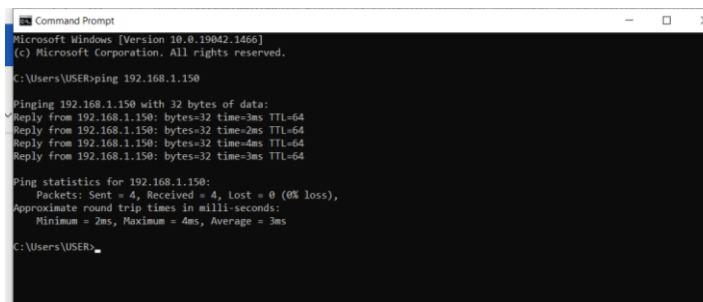 Command Prompt
Microsoft Windows [Version 10.0.19042.1466]
(c) Microsoft Corporation. All rights reserved.
C:\Users\USER>ping 192.168.1.150
Pinging 192.168.1.150 with 32 bytes of data:
Reply from 192.168.1.150: bytes=32 time=3ms TTL=64
Reply from 192.168.1.150: bytes=32 time=2ms TTL=64
Reply from 192.168.1.150: bytes=32 time=4ms TTL=64
Reply from 192.168.1.150: bytes=32 time=3ms TTL=64
Ping statistics for 192.168.1.150:
Packets: Sent = 4, Received = 4, Lost = 0 (0% loss),
Approximate round trip times in milli-seconds:
Minimum = 2ms, Maximum = 4ms, Average = 3ms
C:\Users\USER>